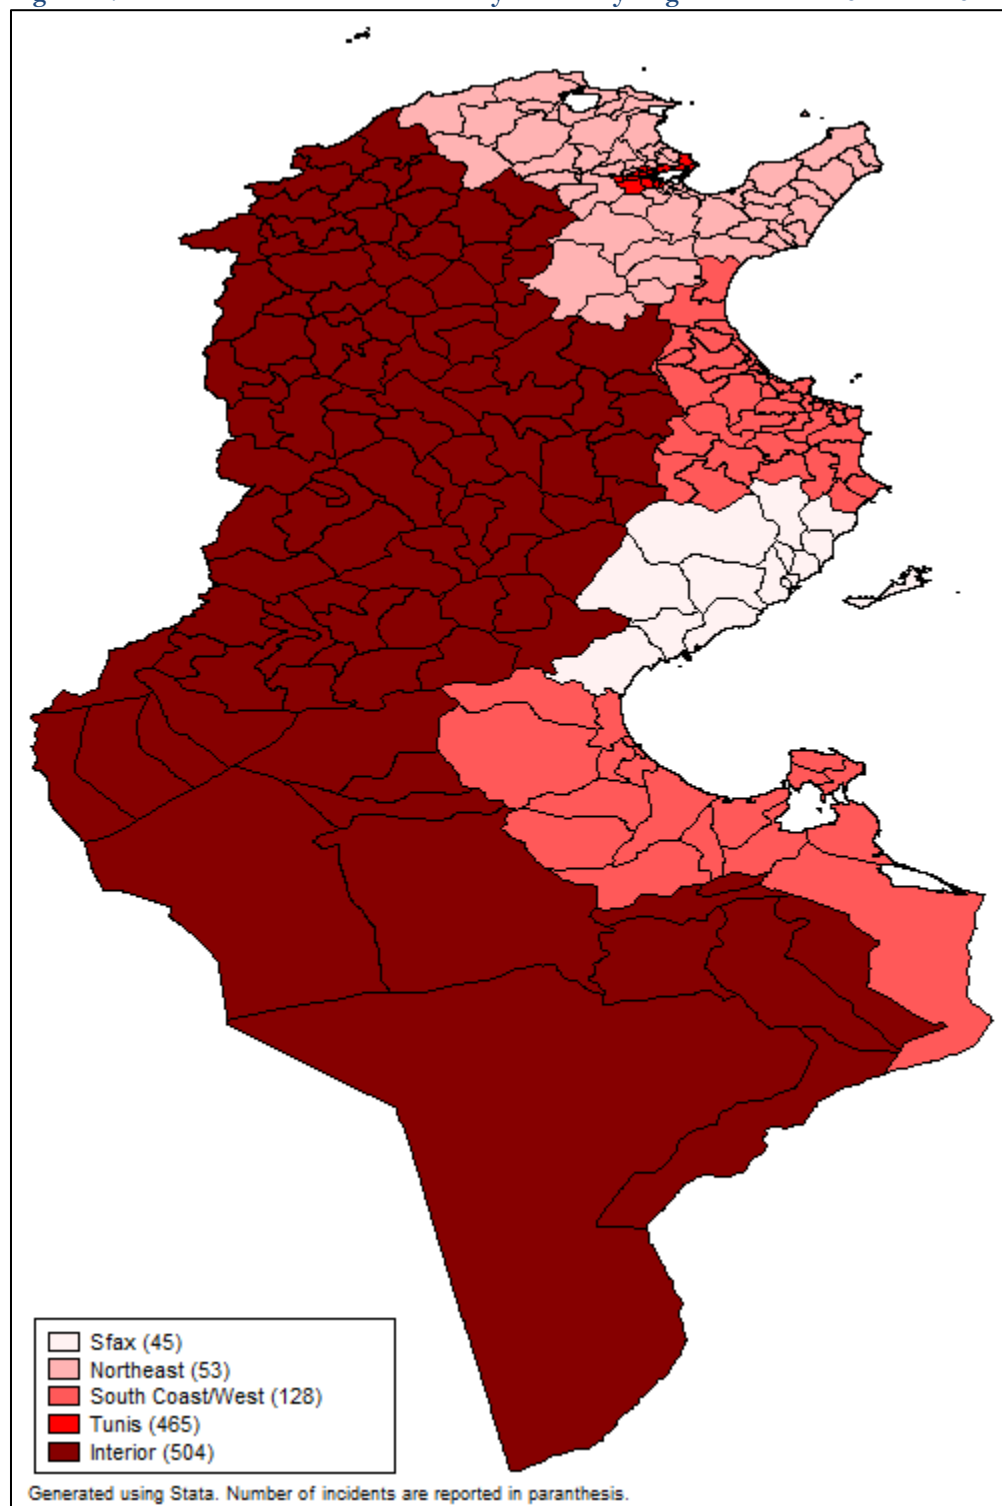 Sfax (45)
Northeast (53)
South Coast/West (128)
Tunis (465)
Interior (504)
Generated using Stata. Number of incidents are reported in paranthesis.